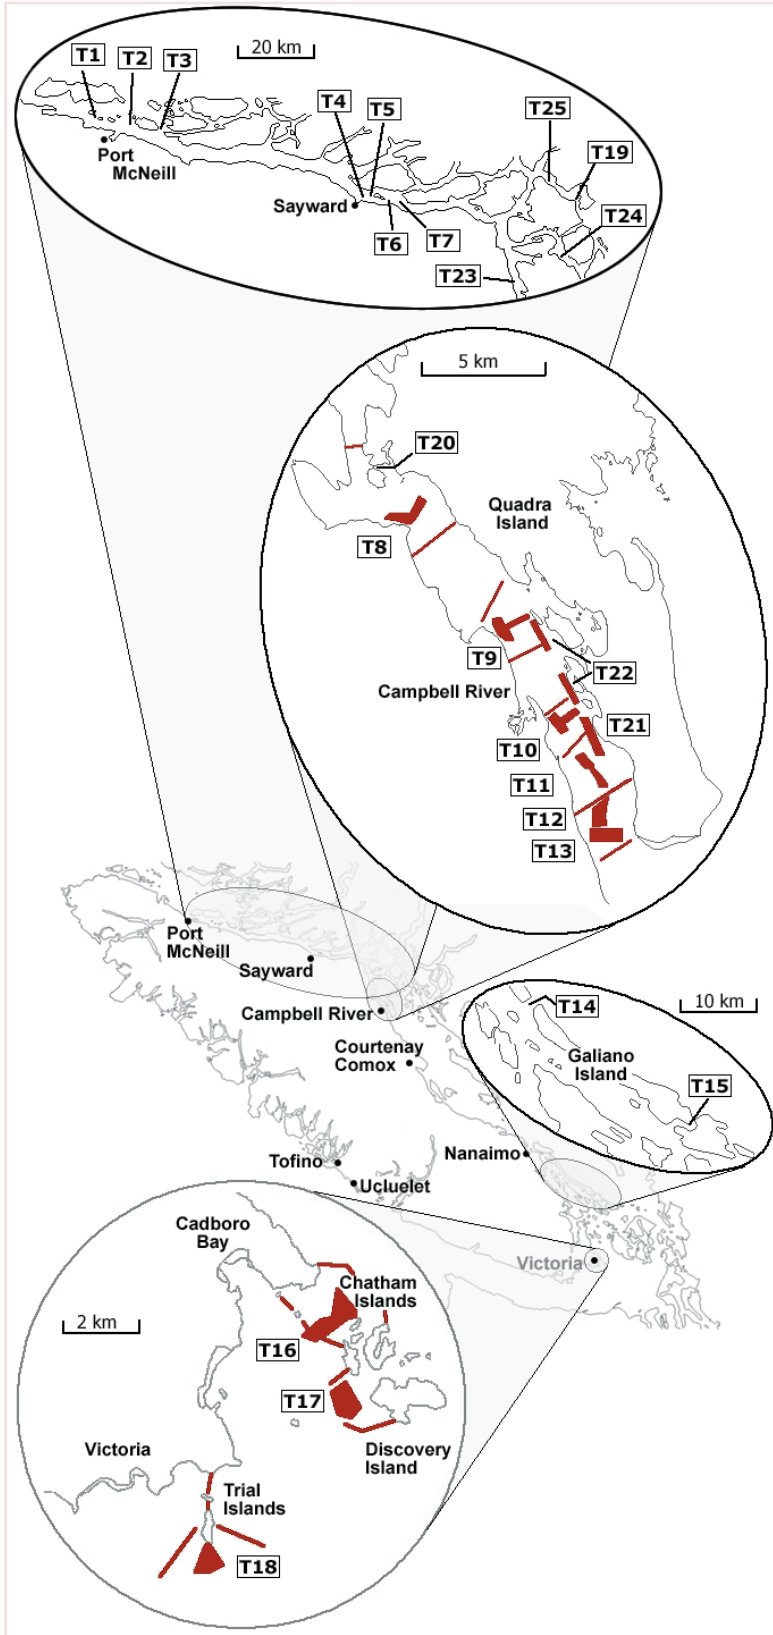 20 km
T1
T2
T3
Port
McNeill
T4
T5
T25
T19
Sayward
T6
T7
T24
T23
5 km
T20
Quadra
Island
T8
T9
T22
Campbell River
T21
T10
T11
T12
T13
Port
McNeill
Sayward
Campbell River
Courtenay
Comox
10 km
T14
Galiano
Island
T15
Nanaimo
Tofino
Ucluelet
Victoria
Cadboro
Bay
Chatham
Islands
2 km
T16
T17
Victoria
Discovery
Island
Trial
Islands
T18